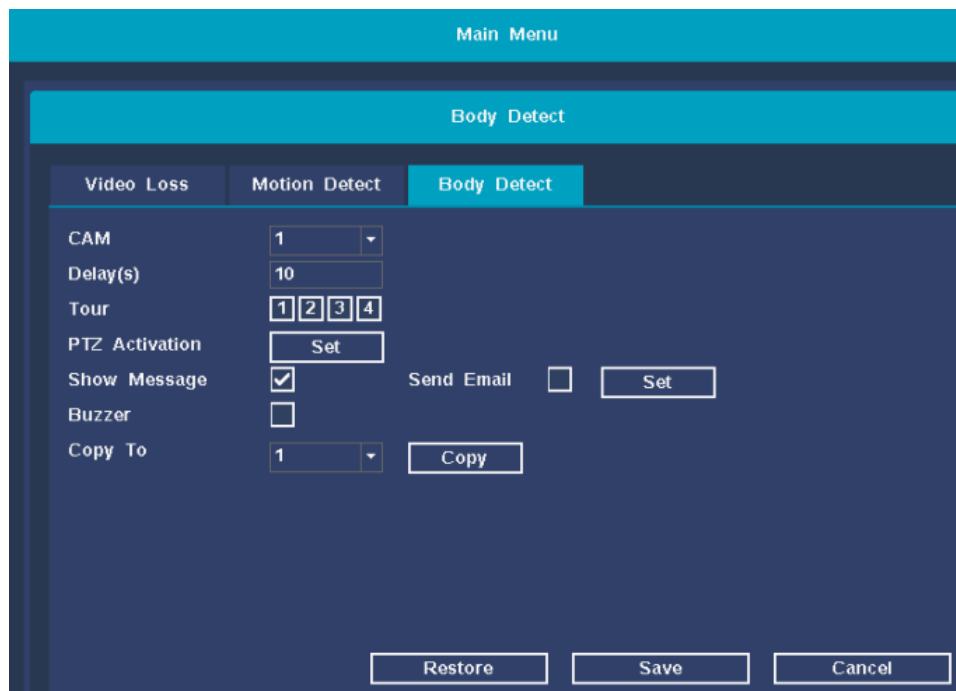 Main Menu
Body Detect
Video Loss Motion Detect Body Detect
CAM 1
Delay(s) 10
Tour 1 2 3 4
PTZ Activation Set
Show Message Send Email Set
Buzzer
Copy To 1 Copy
Restore Save Cancel